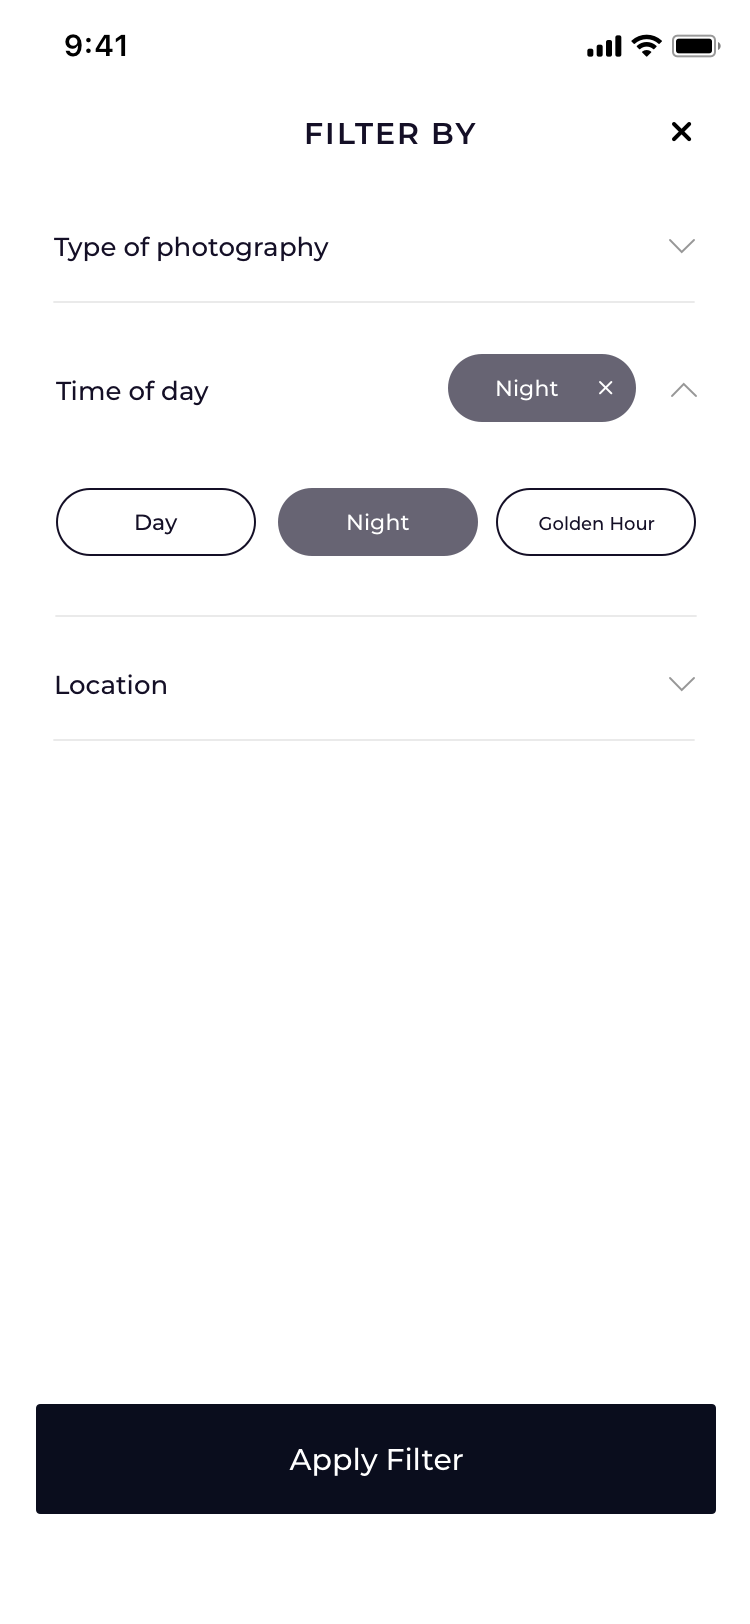 9:41
FILTER BY
Type of photography
Time of day
Night
Day
Night
Golden Hour
Location
Apply Filter